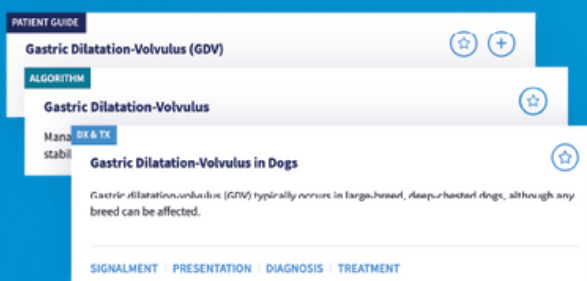 PATIENT GUIDE
Gastric Dilatation-Volvulus (GDV)
ALGORITHM
Gastric Dilatation-Volvulus
Mana
stabil
DX & TX
Gastric Dilatation-Volvulus in Dogs
Gastric dilatation-volvulus (GDV) typically occurs in large-breed, deep-chested dogs, although any
breed can be affected.
SIGNALMENT | PRESENTATION | DIAGNOSIS | TREATMENT